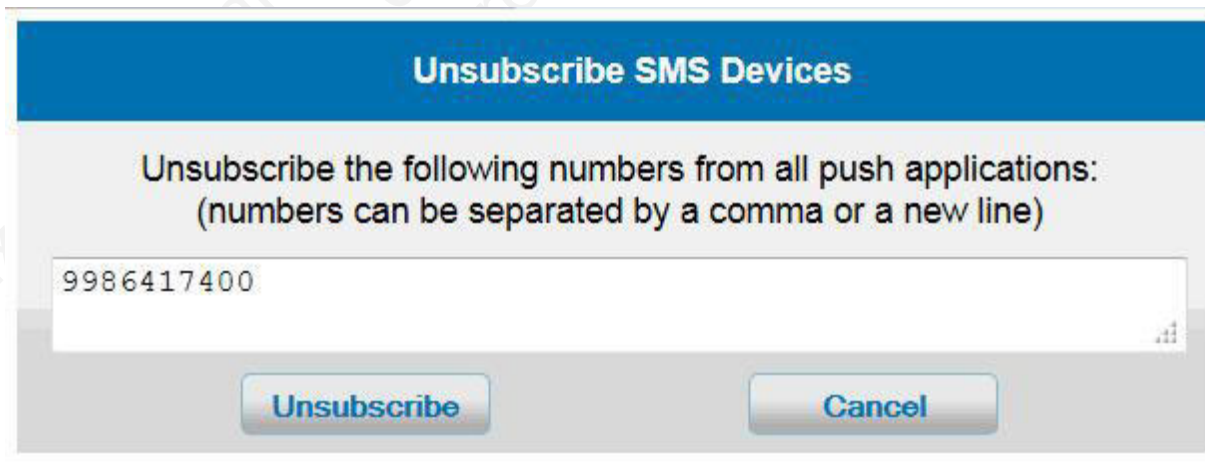 Unsubscribe SMS Devices
Unsubscribe the following numbers from all push applications:
(numbers can be separated by a comma or a new line)
9986417400
Unsubscribe
Cancel